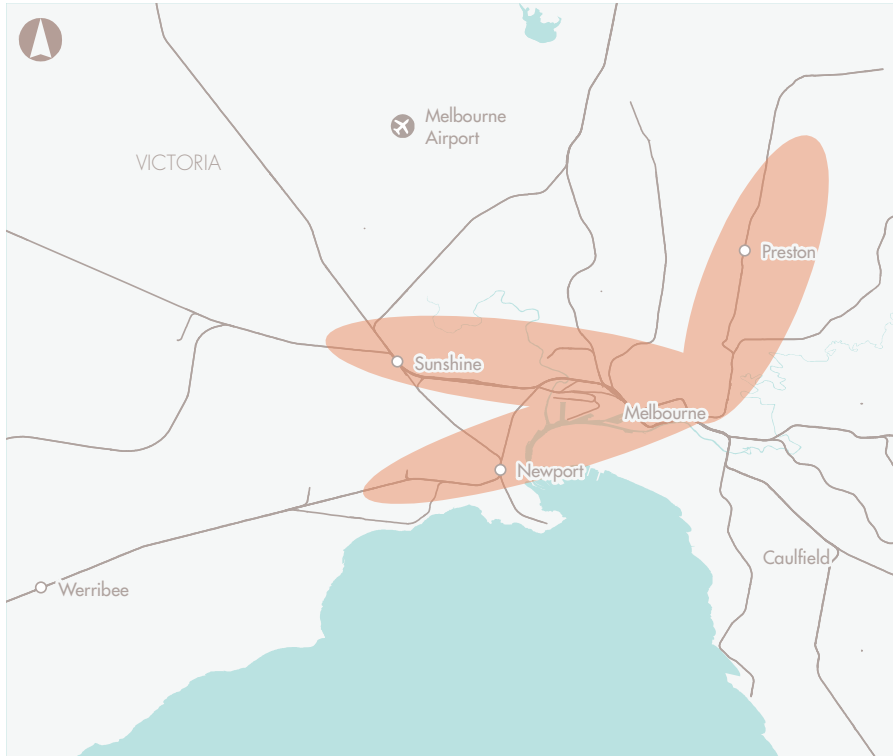 Melbourne
Airport
VICTORIA
Preston
Sunshine
Melbourne
Newport
Caulfield
Werribee